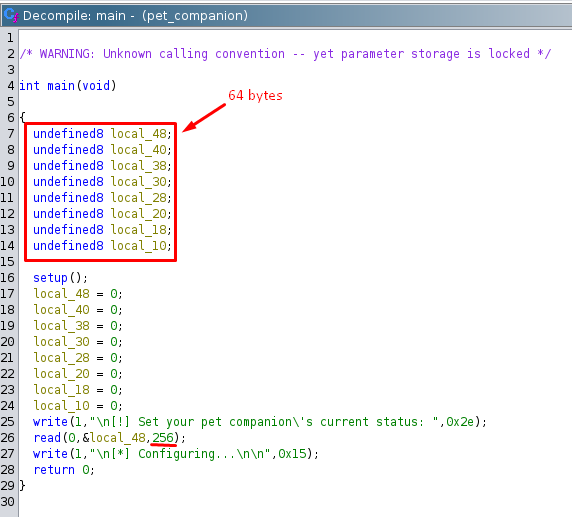 Decompile: main - (pet_companion)
1
2 /* WARNING: Unknown calling convention -- yet parameter storage is locked */
3
4 int main(void)
64 bytes
5
6 {
7 undefined8 local_48;
8 undefined8 local_40;
9 undefined8 local_38;
10 undefined8 local_30;
11 undefined8 local_28;
12 undefined8 local_20;
13 undefined8 local_18;
14 undefined8 local_10;
15
16 setup();
17 local_48 = 0;
18 local_40 = 0;
19 local_38 = 0;
20 local_30 = 0;
21 local_28 = 0;
22 local_20 = 0;
23 local_18 = 0;
24 local_10 = 0;
25 write(1,"\n[!] Set your pet companion\'s current status: ",0x2e);
26 read(0,&local_48,256);
27 write(1,"\n[*] Configuring...\n\n",0x15);
28 return 0;
29 }
30